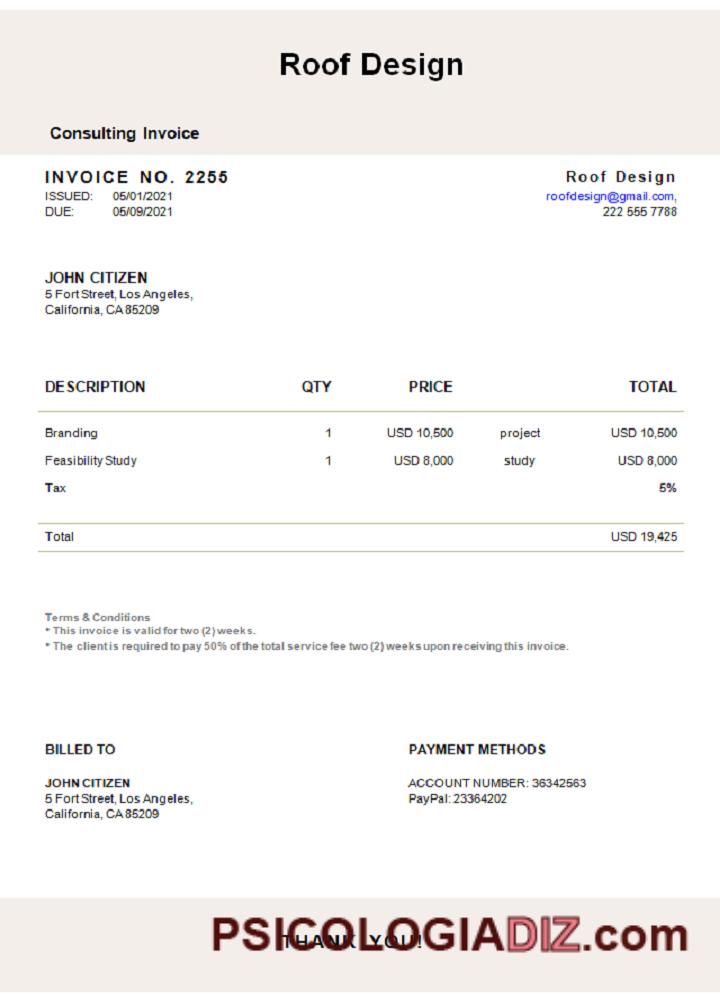 Roof Design
Consulting Invoice
INVOICE NO. 2255
ISSUED: 05/01/2021
DUE: 05/09/2021
Roof Design
roofdesign@gmail.com,
222 555 7788
JOHN CITIZEN
5 Fort Street, Los Angeles,
California, CA 85209
DESCRIPTION QTY PRICE TOTAL
Branding 1 USD 10,500 project USD 10,500
Feasibility Study 1 USD 8,000 study USD 8,000
Tax 5%
Total USD 19,425
Terms & Conditions
* This invoice is valid for two (2) weeks.
* The client is required to pay 50% of the total service fee two (2) weeks upon receiving this invoice.
BILLED TO
JOHN CITIZEN
5 Fort Street, Los Angeles,
California, CA 85209
PAYMENT METHODS
ACCOUNT NUMBER: 36342563
PayPal: 23364202
THANK YOU!
PSICOLOGIADIZ.com